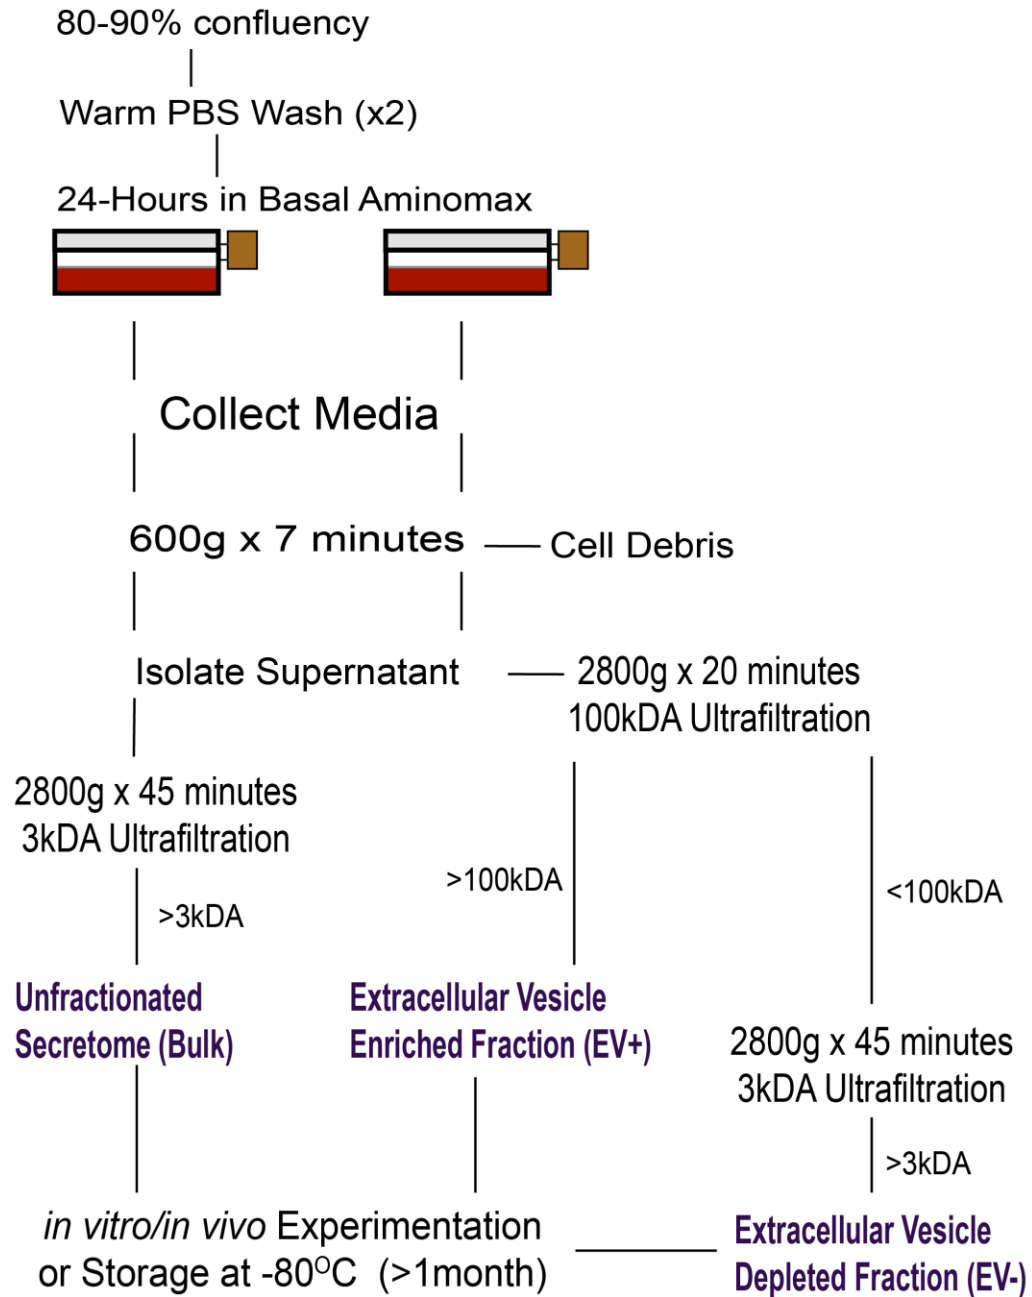 80-90% confluency
Warm PBS Wash (x2)
24-Hours in Basal Aminomax
Collect Media
600g x 7 minutes
Cell Debris
Isolate Supernatant
2800g x 20 minutes
100kDA Ultrafiltration
2800g x 45 minutes
3kDA Ultrafiltration
>3kDA
>100kDA
<100kDA
Unfractionated
Secretome (Bulk)
Extracellular Vesicle
Enriched Fraction (EV+)
2800g x 45 minutes
3kDA Ultrafiltration
>3kDA
in vitro/in vivo Experimentation
or Storage at -80°C (>1month)
Extracellular Vesicle
Depleted Fraction (EV-)